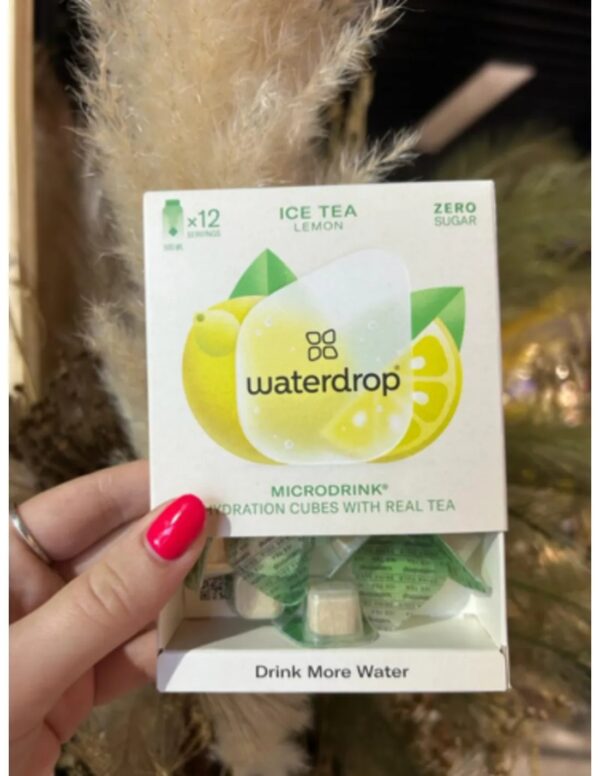 x12
SERVINGS
ICE TEA
LEMON
ZERO
SUGAR
waterdrop®
MICRODRINK®
HYDRATION CUBES WITH REAL TEA
Drink More Water